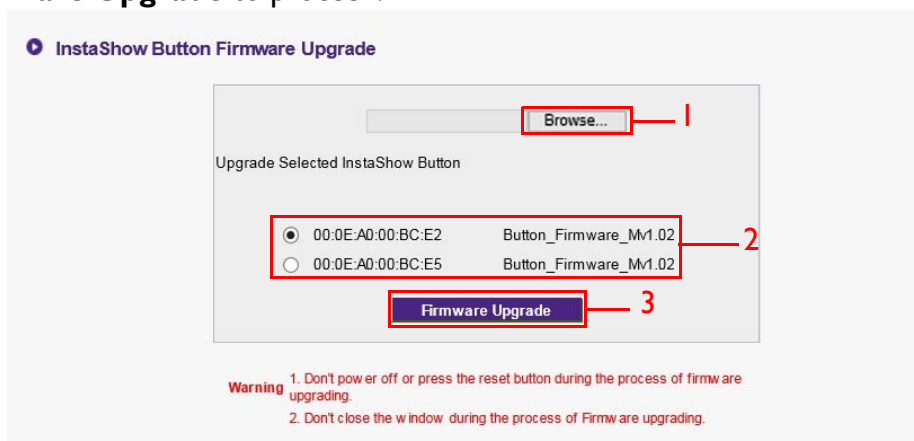 InstaShow Button Firmware Upgrade
Browse... 1
Upgrade Selected InstaShow Button
00:0E:A0:00:BC:E2 Button_Firmware_Mv1.02 2
00:0E:A0:00:BC:E5 Button_Firmware_Mv1.02
Firmware Upgrade 3
Warning 1. Don't power off or press the reset button during the process of firmware
upgrading.
2. Don't close the window during the process of Firmware upgrading.